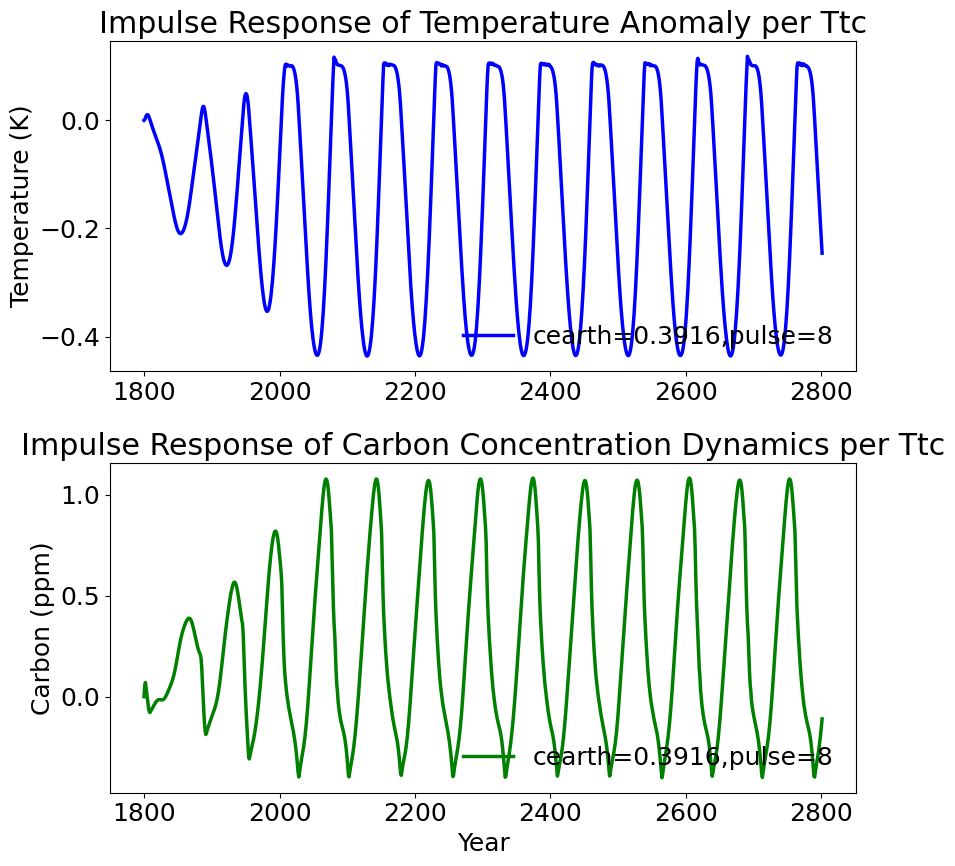 Impulse Response of Temperature Anomaly per Ttc
Temperature (K)
0.0
−0.2
−0.4
cearth=0.3916,pulse=8
1800 2000 2200 2400 2600 2800
Impulse Response of Carbon Concentration Dynamics per Ttc
Carbon (ppm)
1.0
0.5
0.0
cearth=0.3916,pulse=8
1800 2000 2200 2400 2600 2800
Year